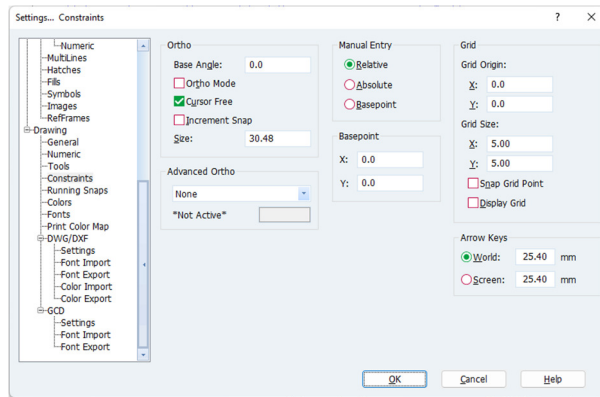 Settings... Constraints
?
X
Numeric
MultiLines
Hatches
Fills
Symbols
Images
RefFrames
Drawing
General
Numeric
Tools
Constraints
Running Snaps
Colors
Fonts
Print Color Map
DWG/DXF
Settings
Font Import
Font Export
Color Import
Color Export
GCD
Settings
Font Import
Font Export
Ortho
Base Angle: 0.0
Ortho Mode
Cursor Free
Increment Snap
Size: 30.48
Advanced Ortho
None
*Not Active*
Manual Entry
Relative
Absolute
Basepoint
Basepoint
X: 0.0
Y: 0.0
Grid
Grid Origin:
X: 0.0
Y: 0.0
Grid Size:
X: 5.00
Y: 5.00
Snap Grid Point
Display Grid
Arrow Keys
World: 25.40 mm
Screen: 25.40 mm
OK
Cancel
Help